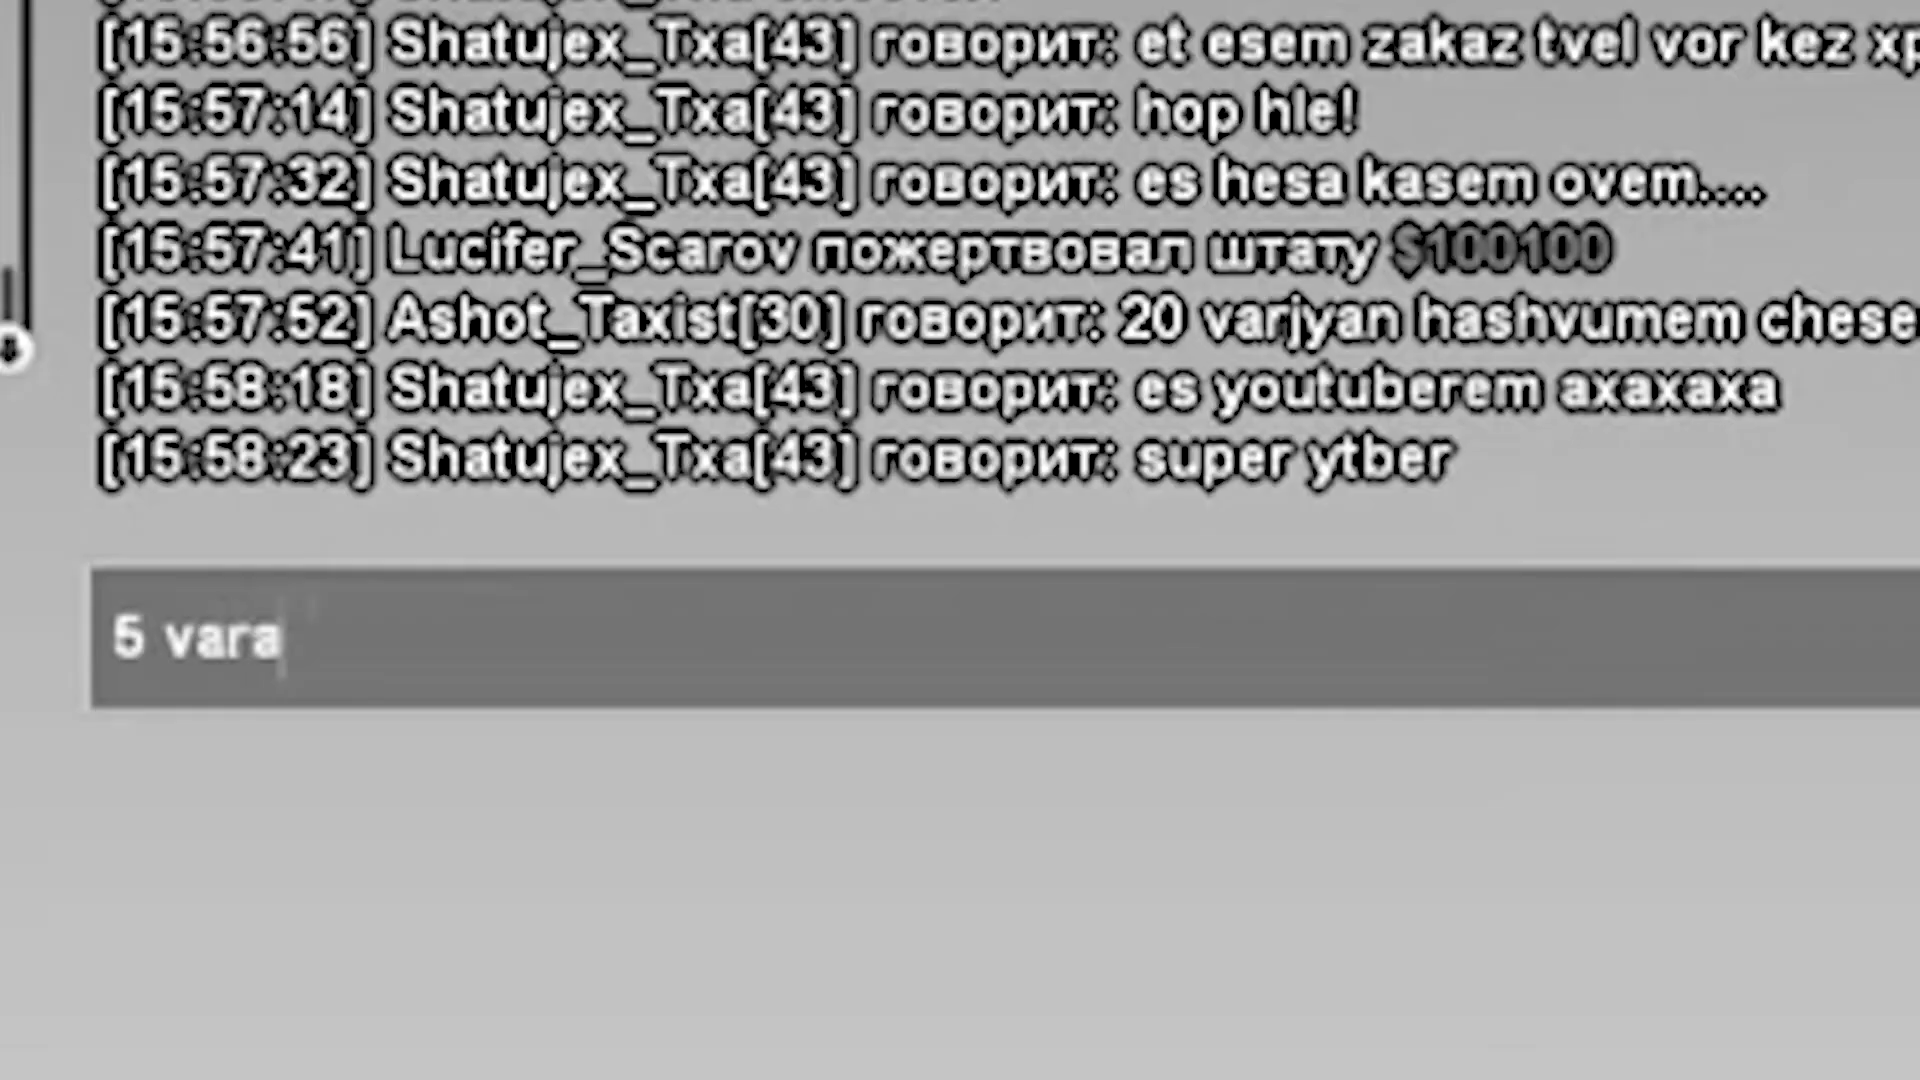 [15:56:56] Shatujex_Txa[43] говорит: et esem zakaz tvel vor kez
[15:57:14] Shatujex_Txa[43] говорит: hop hle!
[15:57:32] Shatujex_Txa[43] говорит: es hesa kasem ovem....
[15:57:41] Lucifer_Scarov пожертвовал штату $100100
[15:57:52] Ashot_Taxist[30] говорит: 20 varjyan hashvumem chese
[15:58:18] Shatujex_Txa[43] говорит: es youtuberem axaxaxa
[15:58:23] Shatujex_Txa[43] говорит: super ytber
5 vara